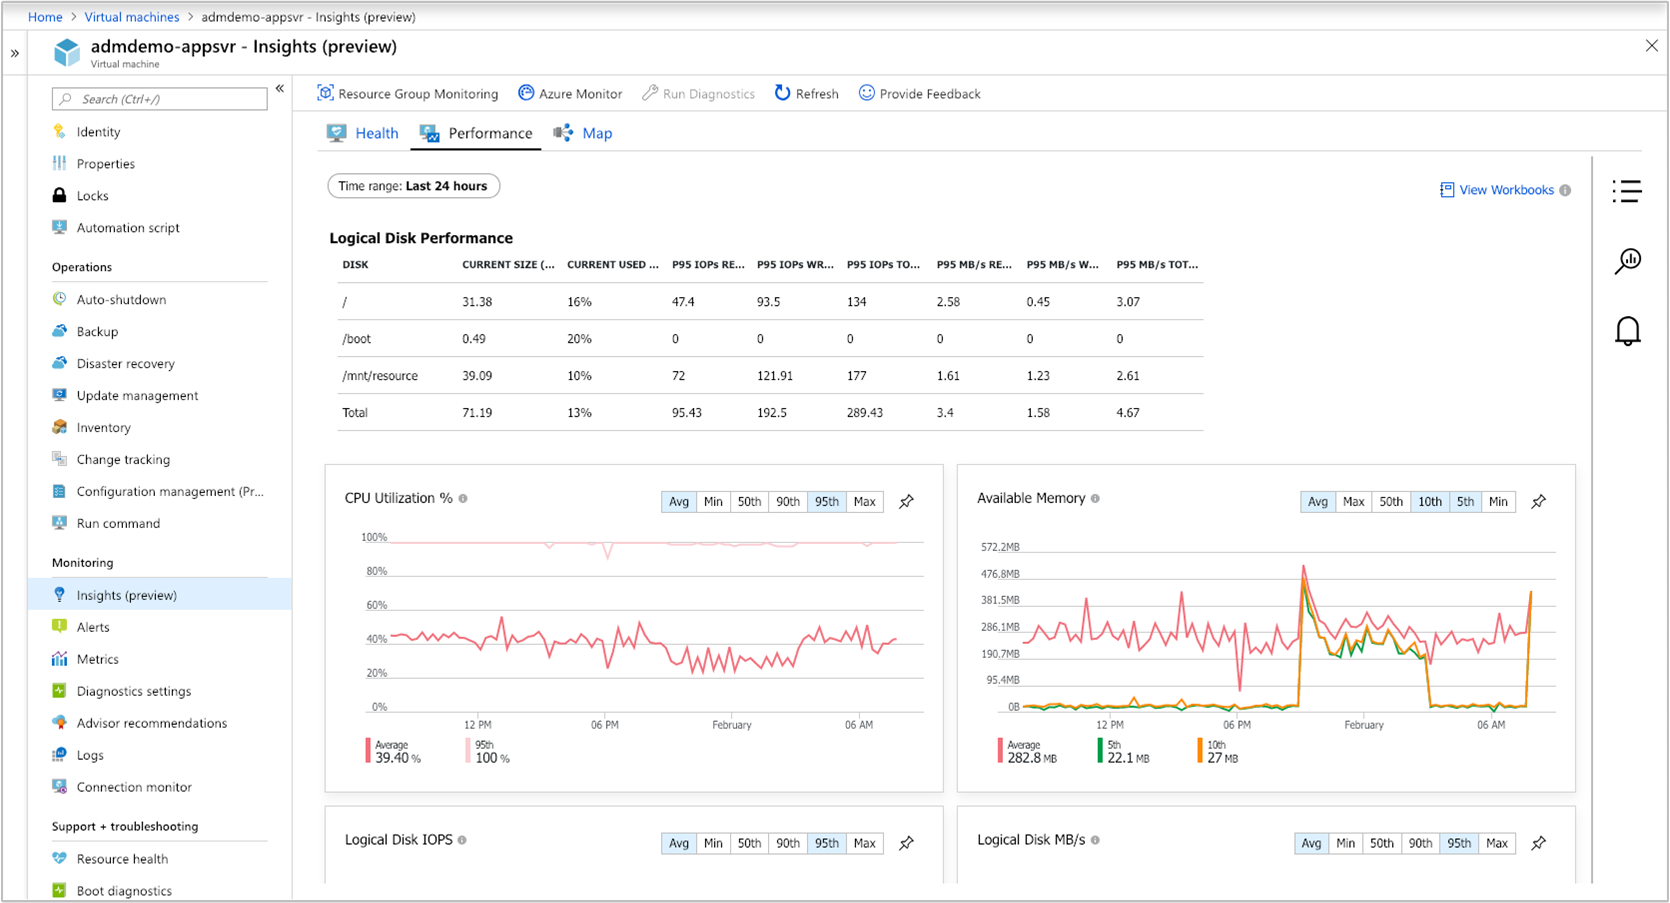 Home > Virtual machines > admdemo-appsvr - Insights (preview)
» admdemo-appsvr - Insights (preview)
Virtual machine
Search (Ctrl+/) «
Identity
Properties
Locks
Automation script
Operations
Auto-shutdown
Backup
Disaster recovery
Update management
Inventory
Change tracking
Configuration management (Pr...
Run command
Monitoring
Insights (preview)
Alerts
Metrics
Diagnostics settings
Advisor recommendations
Logs
Connection monitor
Support + troubleshooting
Resource health
Boot diagnostics
Resource Group Monitoring Azure Monitor Run Diagnostics Refresh Provide Feedback
Health Performance Map
Time range: Last 24 hours
View Workbooks
Logical Disk Performance
DISK CURRENT SIZE (... CURRENT USED ... P95 IOPs RE... P95 IOPs WR... P95 IOPs TO... P95 MB/s RE... P95 MB/s W... P95 MB/s TOT...
/ 31.38 16% 47.4 93.5 134 2.58 0.45 3.07
/boot 0.49 20% 0 0 0 0 0 0
/mnt/resource 39.09 10% 72 121.91 177 1.61 1.23 2.61
Total 71.19 13% 95.43 192.5 289.43 3.4 1.58 4.67
CPU Utilization %
Avg Min 50th 90th 95th Max
100%
80%
60%
40%
20%
0%
12 PM 06 PM February 06 AM
Average 95th
39.40 % 100 %
Available Memory
Avg Max 50th 10th 5th Min
572.2MB
476.8MB
381.5MB
286.1MB
190.7MB
95.4MB
0B
12 PM 06 PM February 06 AM
Average 5th 10th
282.8 MB 22.1 MB 27 MB
Logical Disk IOPS
Avg Min 50th 90th 95th Max
Logical Disk MB/s
Avg Min 50th 90th 95th Max